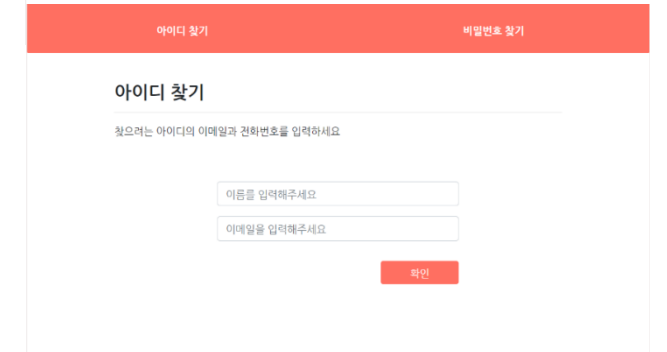 아이디 찾기
비밀번호 찾기
아이디 찾기
찾으려는 아이디의 이메일과 전화번호를 입력하세요
이름를 입력해주세요
이메일을 입력해주세요
확인